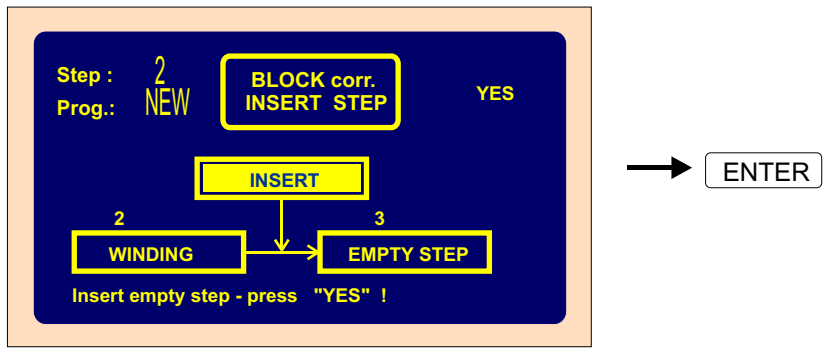 Step : 2
Prog.: NEW
BLOCK corr.
INSERT STEP
YES
INSERT
2
3
WINDING
EMPTY STEP
Insert empty step - press "YES" !
ENTER